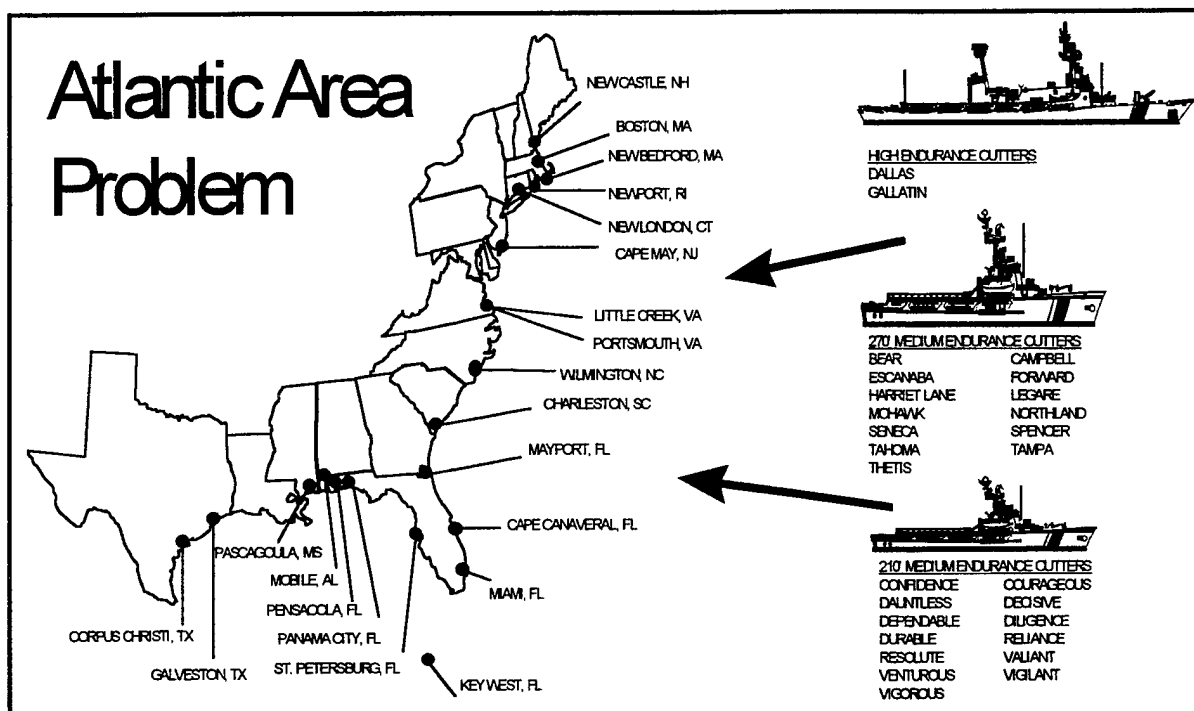 Atlantic Area
Problem
NEWCASTLE, NH
BOSTON, MA
NEW BEDFORD, MA
NEWPORT, RI
NEW LONDON, CT
CAPE MAY, NJ
LITTLE CREEK, VA
PORTSMOUTH, VA
WILMINGTON, NC
CHARLESTON, SC
MAYPORT, FL
CAPE CANAVERAL, FL
MIAMI, FL
KEY WEST, FL
PASCAGOULA, MS
MOBILE, AL
PENSACOLA, FL
PANAMA CITY, FL
ST. PETERSBURG, FL
CORPUS CHRISTI, TX
GALVESTON, TX
HIGH ENDURANCE CUTTERS
DALLAS
GALLATIN
270' MEDIUM ENDURANCE CUTTERS
BEAR CAMPBELL
ESCANABA FORWARD
HARRIET LANE LEGARE
MOHAWK NORTHLAND
SENECA SPENCER
TAHOMA TAMPA
THETIS
210' MEDIUM ENDURANCE CUTTERS
CONFIDENCE COURAGEOUS
DAUNTLESS DECISIVE
DEPENDABLE DILIGENCE
DURABLE RELIANCE
RESOLUTE VALIANT
VENTUROUS VIGILANT
VIGOROUS